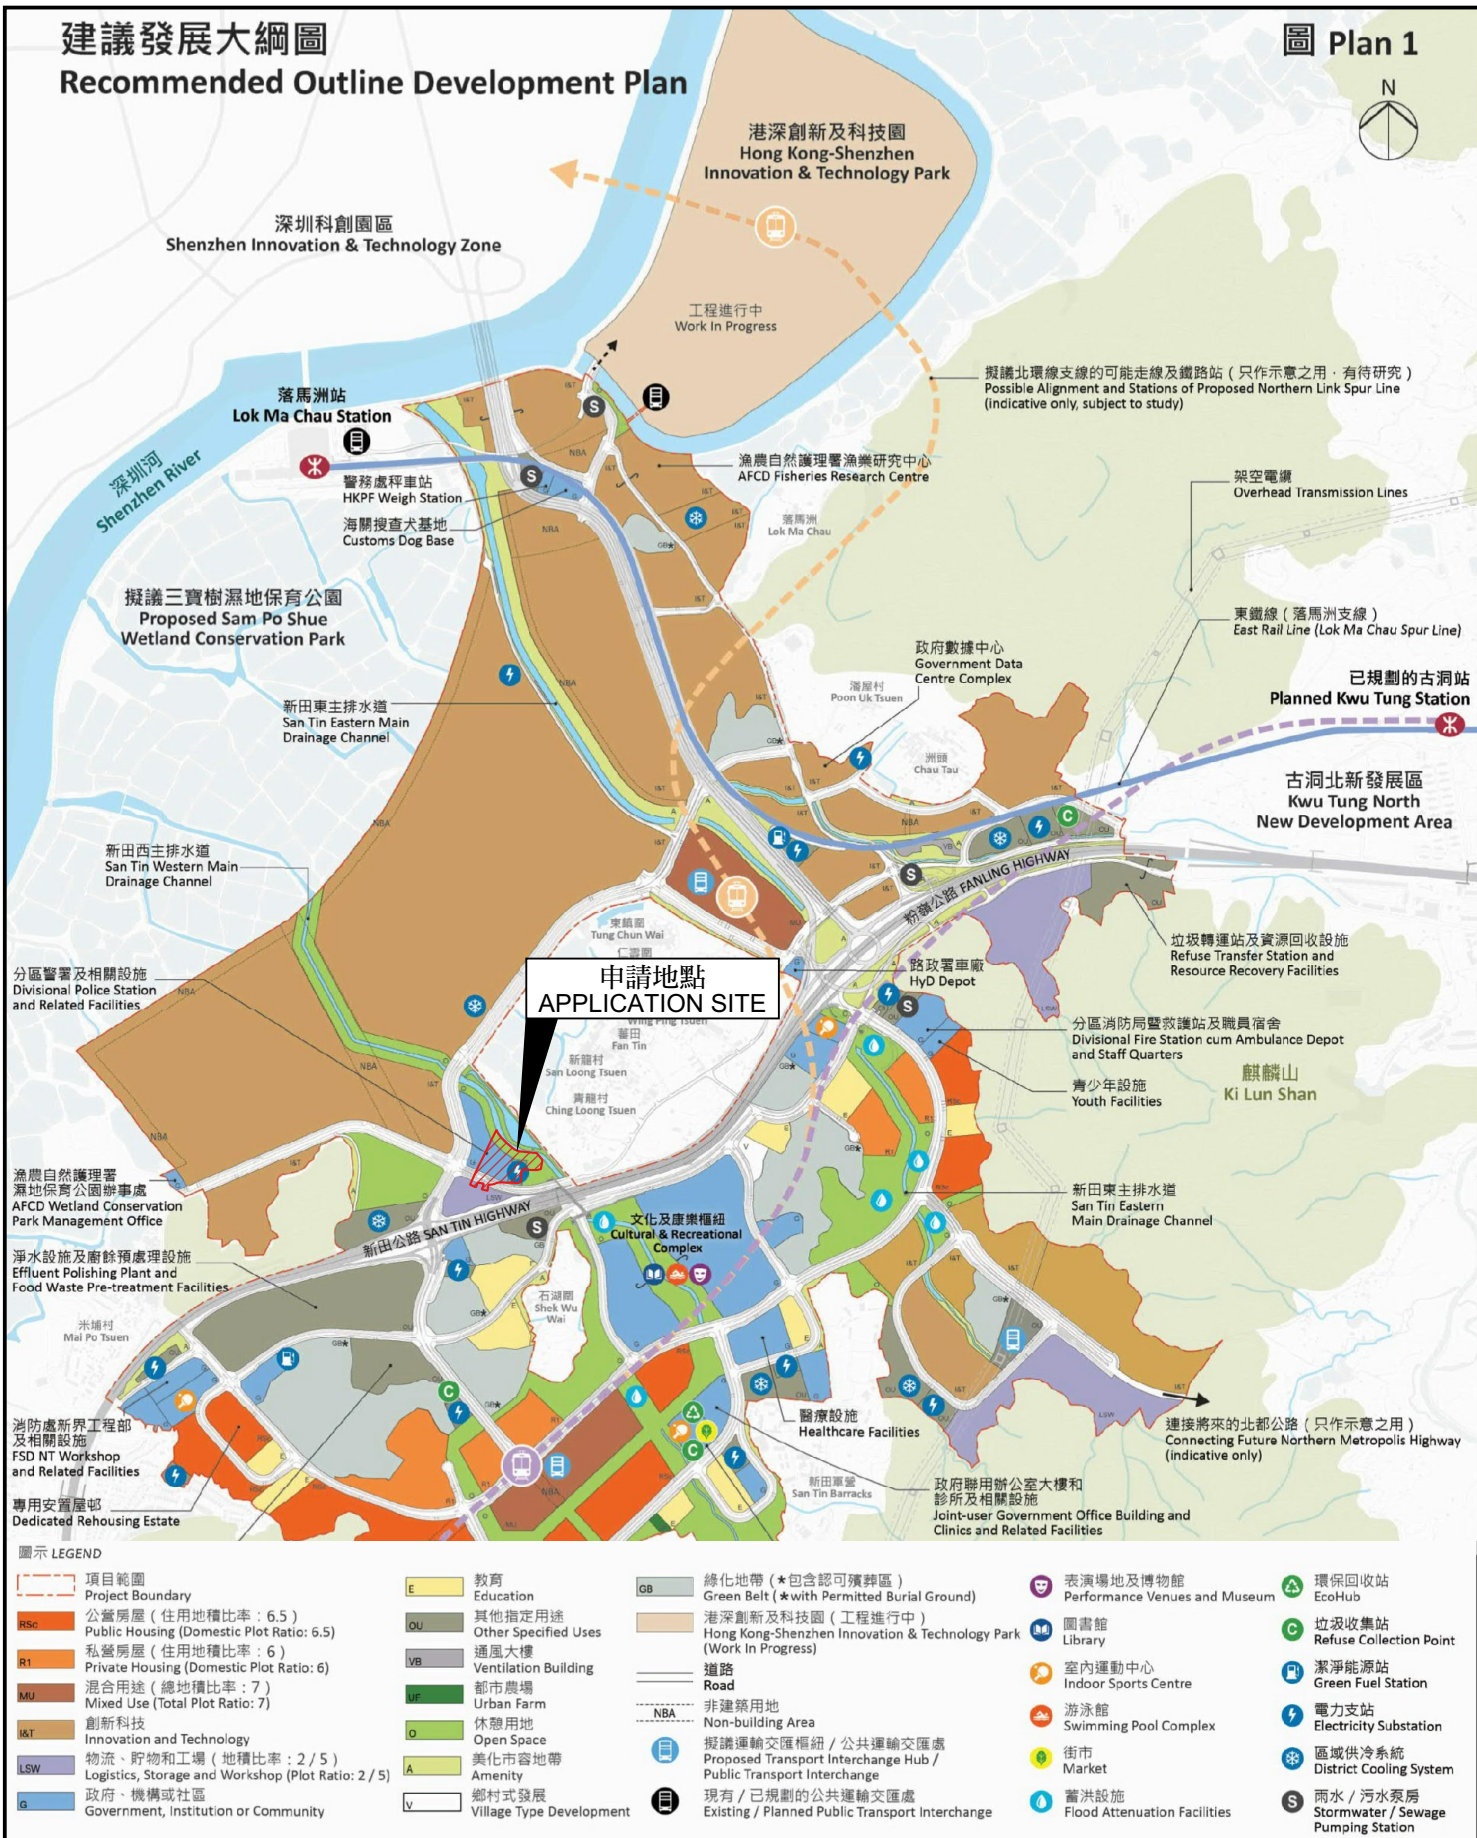 建議發展大綱圖
Recommended Outline Development Plan
圖 Plan 1
N
港深創新及科技園
Hong Kong-Shenzhen
Innovation & Technology Park
深圳科創園區
Shenzhen Innovation & Technology Zone
工程進行中
Work In Progress
擬議北環線支線的可能走線及鐵路站（只作示意之用，有待研究）
Possible Alignment and Stations of Proposed Northern Link Spur Line
(indicative only, subject to study)
落馬洲站
Lok Ma Chau Station
深圳河
Shenzhen River
警務處秤車站
HKPF Weigh Station
海關搜查犬基地
Customs Dog Base
漁農自然護理署漁業研究中心
AFCD Fisheries Research Centre
落馬洲
Lok Ma Chau
架空電纜
Overhead Transmission Lines
擬議三寶樹濕地保育公園
Proposed Sam Po Shue
Wetland Conservation Park
東鐵線（落馬洲支線）
East Rail Line (Lok Ma Chau Spur Line)
政府數據中心
Government Data
Centre Complex
潘屋村
Poon Uk Tsuen
已規劃的古洞站
Planned Kwu Tung Station
新田東主排水道
San Tin Eastern Main
Drainage Channel
洲頭
Chau Tau
古洞北新發展區
Kwu Tung North
New Development Area
新田西主排水道
San Tin Western Main
Drainage Channel
粉嶺公路 FANLING HIGHWAY
東鎮圍
Tung Chun Wai
仁壽圍
垃圾轉運站及資源回收設施
Refuse Transfer Station and
Resource Recovery Facilities
分區警署及相關設施
Divisional Police Station
and Related Facilities
申請地點
APPLICATION SITE
路政署車廠
HyD Depot
Wing Ping Tsuen
蕃田
Fan Tin
新龍村
San Loong Tsuen
青龍村
Ching Loong Tsuen
分區消防局暨救護站及職員宿舍
Divisional Fire Station cum Ambulance Depot
and Staff Quarters
麒麟山
Ki Lun Shan
青少年設施
Youth Facilities
漁農自然護理署
濕地保育公園辦事處
AFCD Wetland Conservation
Park Management Office
新田東主排水道
San Tin Eastern
Main Drainage Channel
新田公路 SAN TIN HIGHWAY
文化及康樂樞紐
Cultural & Recreational
Complex
淨水設施及廚餘預處理設施
Effluent Polishing Plant and
Food Waste Pre-treatment Facilities
石湖圍
Shek Wu
Wai
米埔村
Mai Po Tsuen
消防處新界工程部
及相關設施
FSD NT Workshop
and Related Facilities
專用安置屋邨
Dedicated Rehousing Estate
醫療設施
Healthcare Facilities
連接將來的北都公路（只作示意之用）
Connecting Future Northern Metropolis Highway
(indicative only)
新田軍營
San Tin Barracks
政府聯用辦公室大樓和
診所及相關設施
Joint-user Government Office Building and
Clinics and Related Facilities
圖示 LEGEND
項目範圍
Project Boundary
RSc
公營房屋（住用地積比率：6.5）
Public Housing (Domestic Plot Ratio: 6.5)
R1
私營房屋（住用地積比率：6）
Private Housing (Domestic Plot Ratio: 6)
MU
混合用途（總地積比率：7）
Mixed Use (Total Plot Ratio: 7)
I&T
創新科技
Innovation and Technology
LSW
物流、貯物和工場（地積比率：2 / 5）
Logistics, Storage and Workshop (Plot Ratio: 2 / 5)
G
政府、機構或社區
Government, Institution or Community
E
教育
Education
OU
其他指定用途
Other Specified Uses
VB
通風大樓
Ventilation Building
UF
都市農場
Urban Farm
O
休憩用地
Open Space
A
美化市容地帶
Amenity
V
鄉村式發展
Village Type Development
GB
綠化地帶（*包含認可殯葬區）
Green Belt (*with Permitted Burial Ground)
港深創新及科技園（工程進行中）
Hong Kong-Shenzhen Innovation & Technology Park
(Work In Progress)
道路
Road
NBA
非建築用地
Non-building Area
擬議運輸交匯樞紐 / 公共運輸交匯處
Proposed Transport Interchange Hub /
Public Transport Interchange
現有 / 已規劃的公共運輸交匯處
Existing / Planned Public Transport Interchange
表演場地及博物館
Performance Venues and Museum
圖書館
Library
室內運動中心
Indoor Sports Centre
游泳館
Swimming Pool Complex
街市
Market
蓄洪設施
Flood Attenuation Facilities
環保回收站
EcoHub
垃圾收集站
Refuse Collection Point
潔淨能源站
Green Fuel Station
電力支站
Electricity Substation
區域供冷系統
District Cooling System
雨水 / 污水泵房
Stormwater / Sewage
Pumping Station